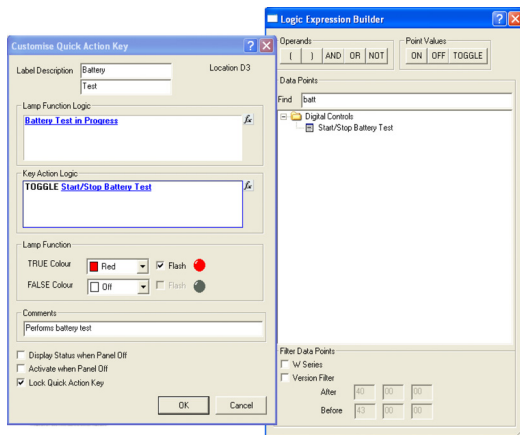 Customise Quick Action Key
Label Description Battery Location D3
Test
Lamp Function Logic
Battery Test in Progress
fx
Key Action Logic
TOGGLE Start/Stop Battery Test
fx
Lamp Function
TRUE Colour Red Flash
FALSE Colour Off Flash
Comments
Performs battery test
Display Status when Panel Off
Activate when Panel Off
Lock Quick Action Key
OK Cancel
Logic Expression Builder
Operands
( ) AND OR NOT
Point Values
ON OFF TOGGLE
Data Points
Find batt
Digital Controls
Start/Stop Battery Test
Filter Data Points
W Series
Version Filter
After 40 00 00
Before 43 00 00